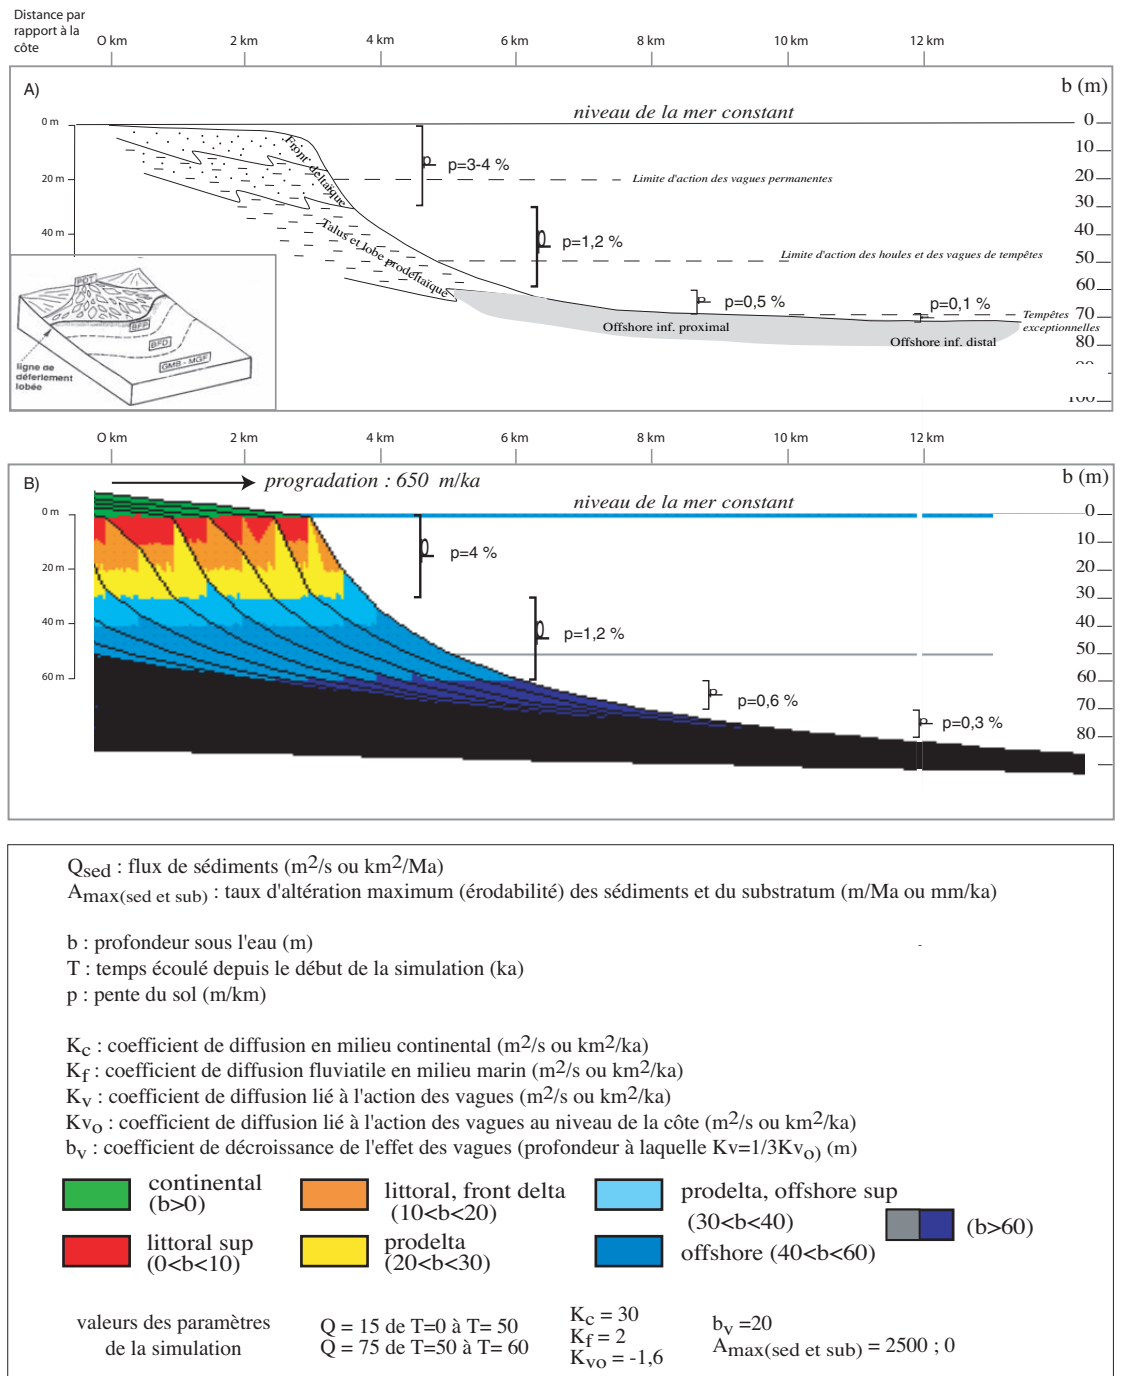 Distance par
rapport à la
côte
O km
2 km
4 km
6 km
8 km
10 km
12 km
A)
b (m)
niveau de la mer constant
0 m
20 m
40 m
0
10
20
30
40
50
60
70
80
Front deltaïque
p=3-4 %
Limite d'action des vagues permanentes
Talus et lobe prodeltaïque
p=1,2 %
Limite d'action des houles et des vagues de tempêtes
p=0,5 %
p=0,1 %
Tempêtes
exceptionnelles
Offshore inf. proximal
Offshore inf. distal
PDT
BFP
BFD
GMB - MGF
ligne de
déferlement
lobée
O km
2 km
4 km
6 km
8 km
10 km
12 km
B)
progradation : 650 m/ka
b (m)
niveau de la mer constant
0 m
20 m
40 m
60 m
0
10
20
30
40
50
60
70
80
p=4 %
p=1,2 %
p=0,6 %
p=0,3 %
Qsed : flux de sédiments (m2/s ou km2/Ma)
Amax(sed et sub) : taux d'altération maximum (érodabilité) des sédiments et du substratum (m/Ma ou mm/ka)
b : profondeur sous l'eau (m)
T : temps écoulé depuis le début de la simulation (ka)
p : pente du sol (m/km)
Kc : coefficient de diffusion en milieu continental (m2/s ou km2/ka)
Kf : coefficient de diffusion fluviatile en milieu marin (m2/s ou km2/ka)
Kv : coefficient de diffusion lié à l'action des vagues (m2/s ou km2/ka)
Kvo : coefficient de diffusion lié à l'action des vagues au niveau de la côte (m2/s ou km2/ka)
bv : coefficient de décroissance de l'effet des vagues (profondeur à laquelle Kv=1/3Kvo) (m)
continental
(b>0)
littoral, front delta
(10<b<20)
prodelta, offshore sup
(30<b<40)
(b>60)
littoral sup
(0<b<10)
prodelta
(20<b<30)
offshore (40<b<60)
valeurs des paramètres
de la simulation
Q = 15 de T=0 à T= 50
Q = 75 de T=50 à T= 60
Kc = 30
Kf = 2
Kvo = -1,6
bv =20
Amax(sed et sub) = 2500 ; 0